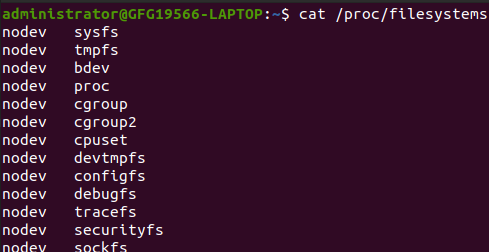 administrator@GFG19566-LAPTOP:~$ cat /proc/filesystems
nodev   sysfs
nodev   tmpfs
nodev   bdev
nodev   proc
nodev   cgroup
nodev   cgroup2
nodev   cpuset
nodev   devtmpfs
nodev   configfs
nodev   debugfs
nodev   tracefs
nodev   securityfs
nodev   sockfs